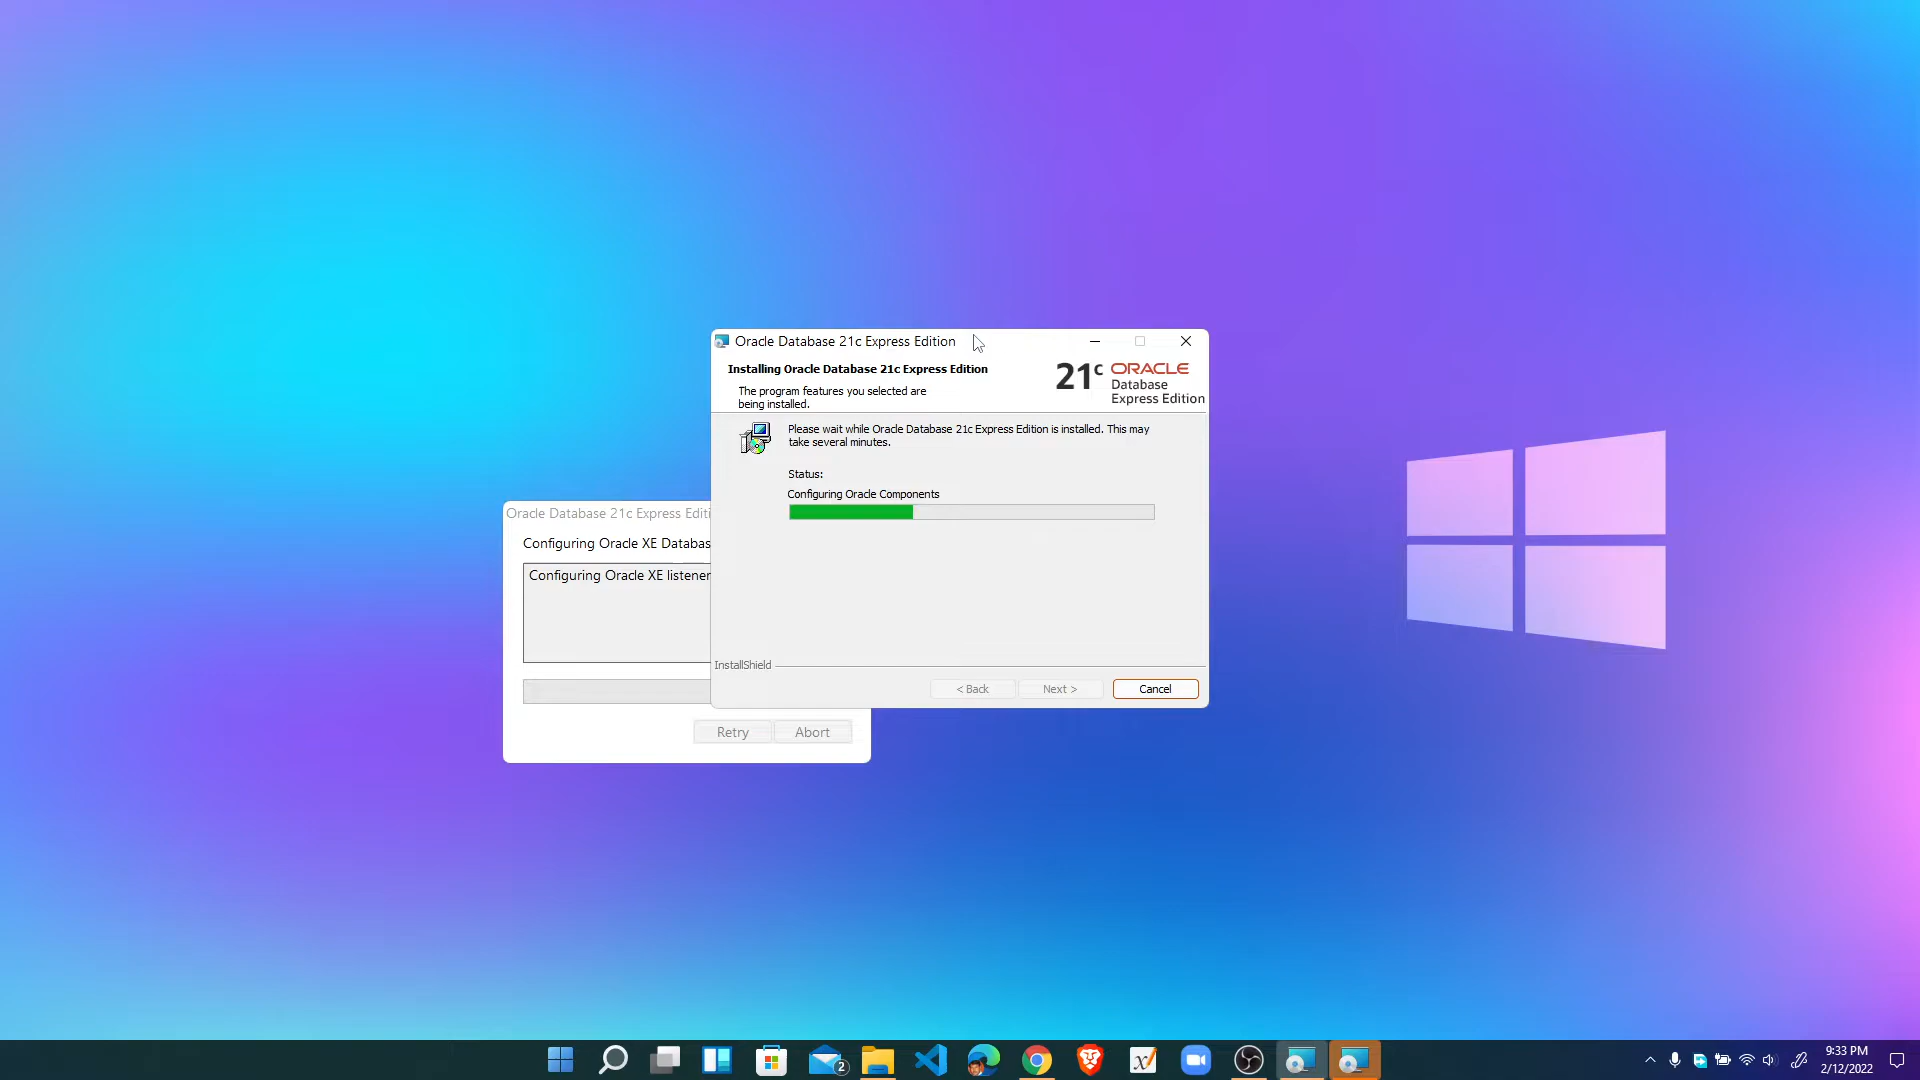 Oracle Database 21c Express Edition
Installing Oracle Database 21c Express Edition
The program features you selected are
being installed.
21c ORACLE
Database
Express Edition
Please wait while Oracle Database 21c Express Edition is installed. This may
take several minutes.
Status:
Configuring Oracle Components
InstallShield
< Back
Next >
Cancel
Oracle Database 21c Express Editi
Configuring Oracle XE Databas
Configuring Oracle XE listener
Retry
Abort
2
9:33 PM
2/12/2022